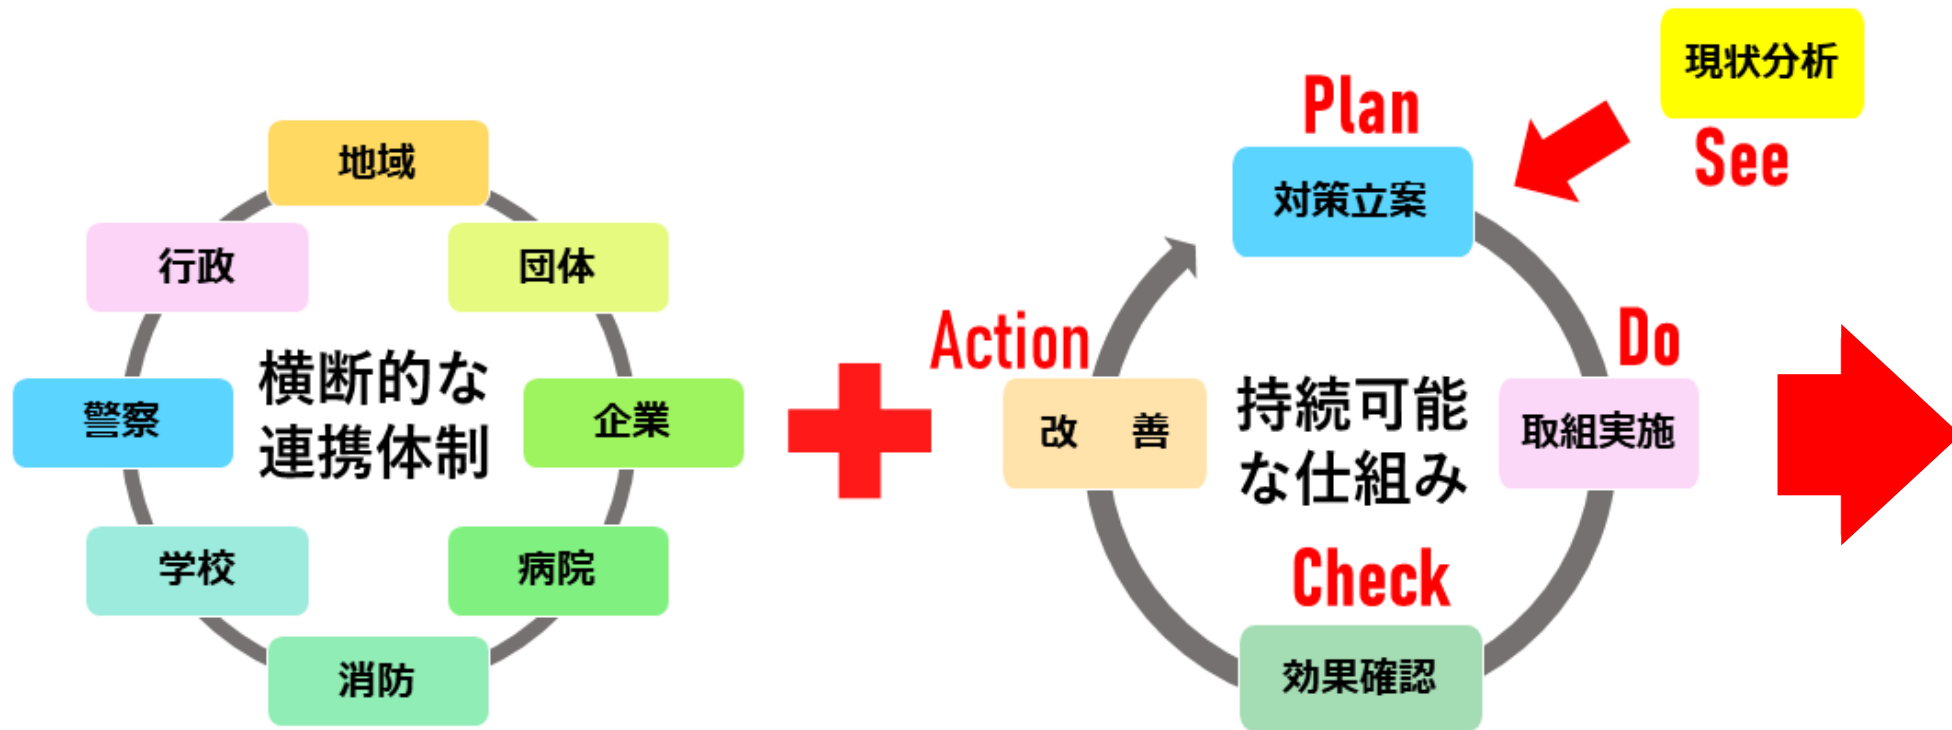 地域
行政
団体
警察
横断的な
連携体制
企業
学校
病院
消防
現状分析
See
Plan
対策立案
Action
改　善
持続可能
な仕組み
Do
取組実施
Check
効果確認